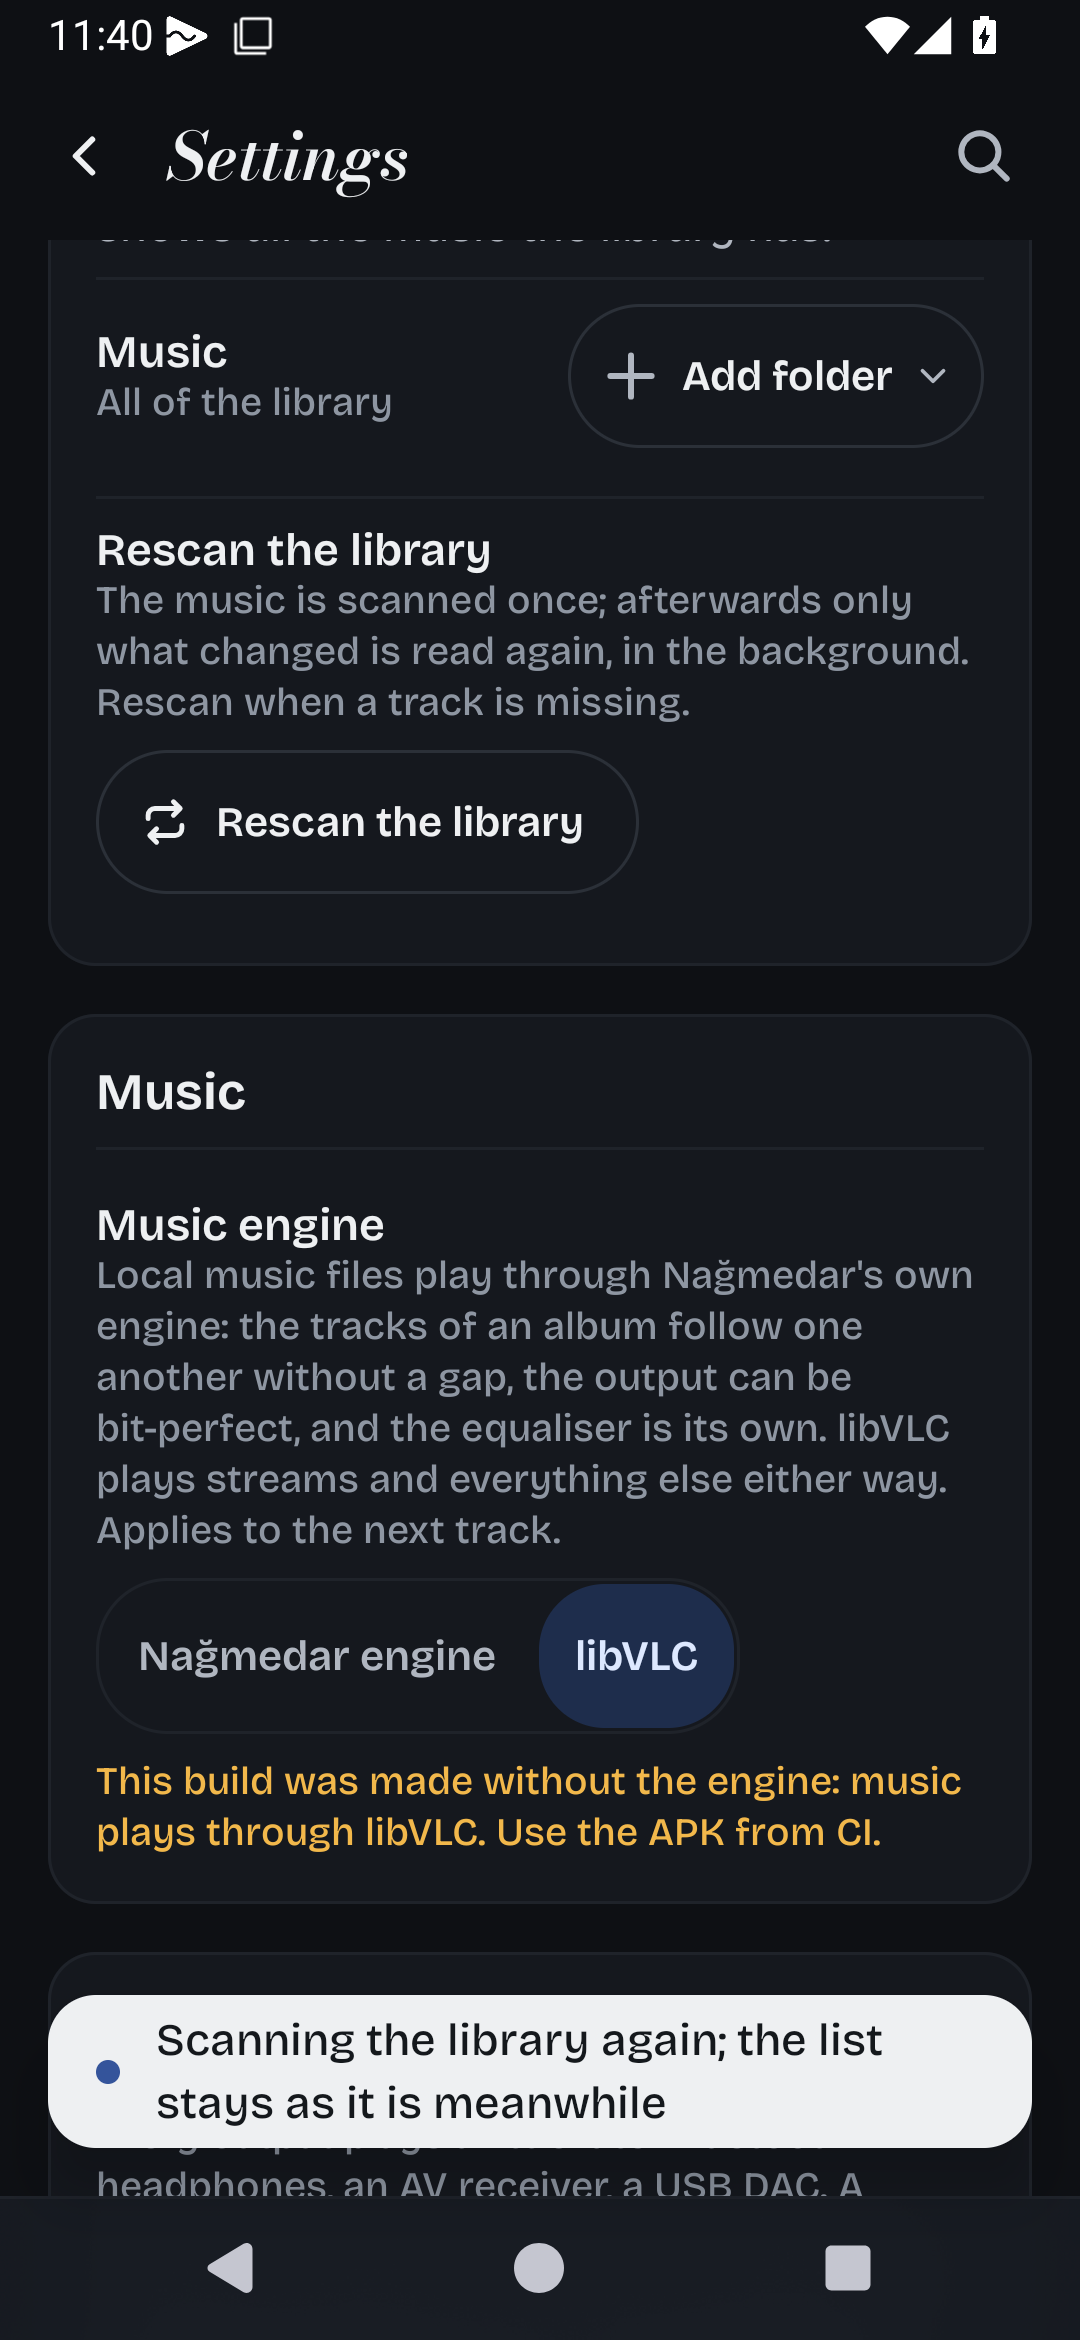 11:40
Settings
Music
All of the library
Add folder
Rescan the library
The music is scanned once; afterwards only
what changed is read again, in the background.
Rescan when a track is missing.
Rescan the library
Music
Music engine
Local music files play through Nağmedar's own
engine: the tracks of an album follow one
another without a gap, the output can be
bit-perfect, and the equaliser is its own. libVLC
plays streams and everything else either way.
Applies to the next track.
Nağmedar engine
libVLC
This build was made without the engine: music
plays through libVLC. Use the APK from CI.
Scanning the library again; the list
stays as it is meanwhile
headphones, an AV receiver, a USB DAC. A